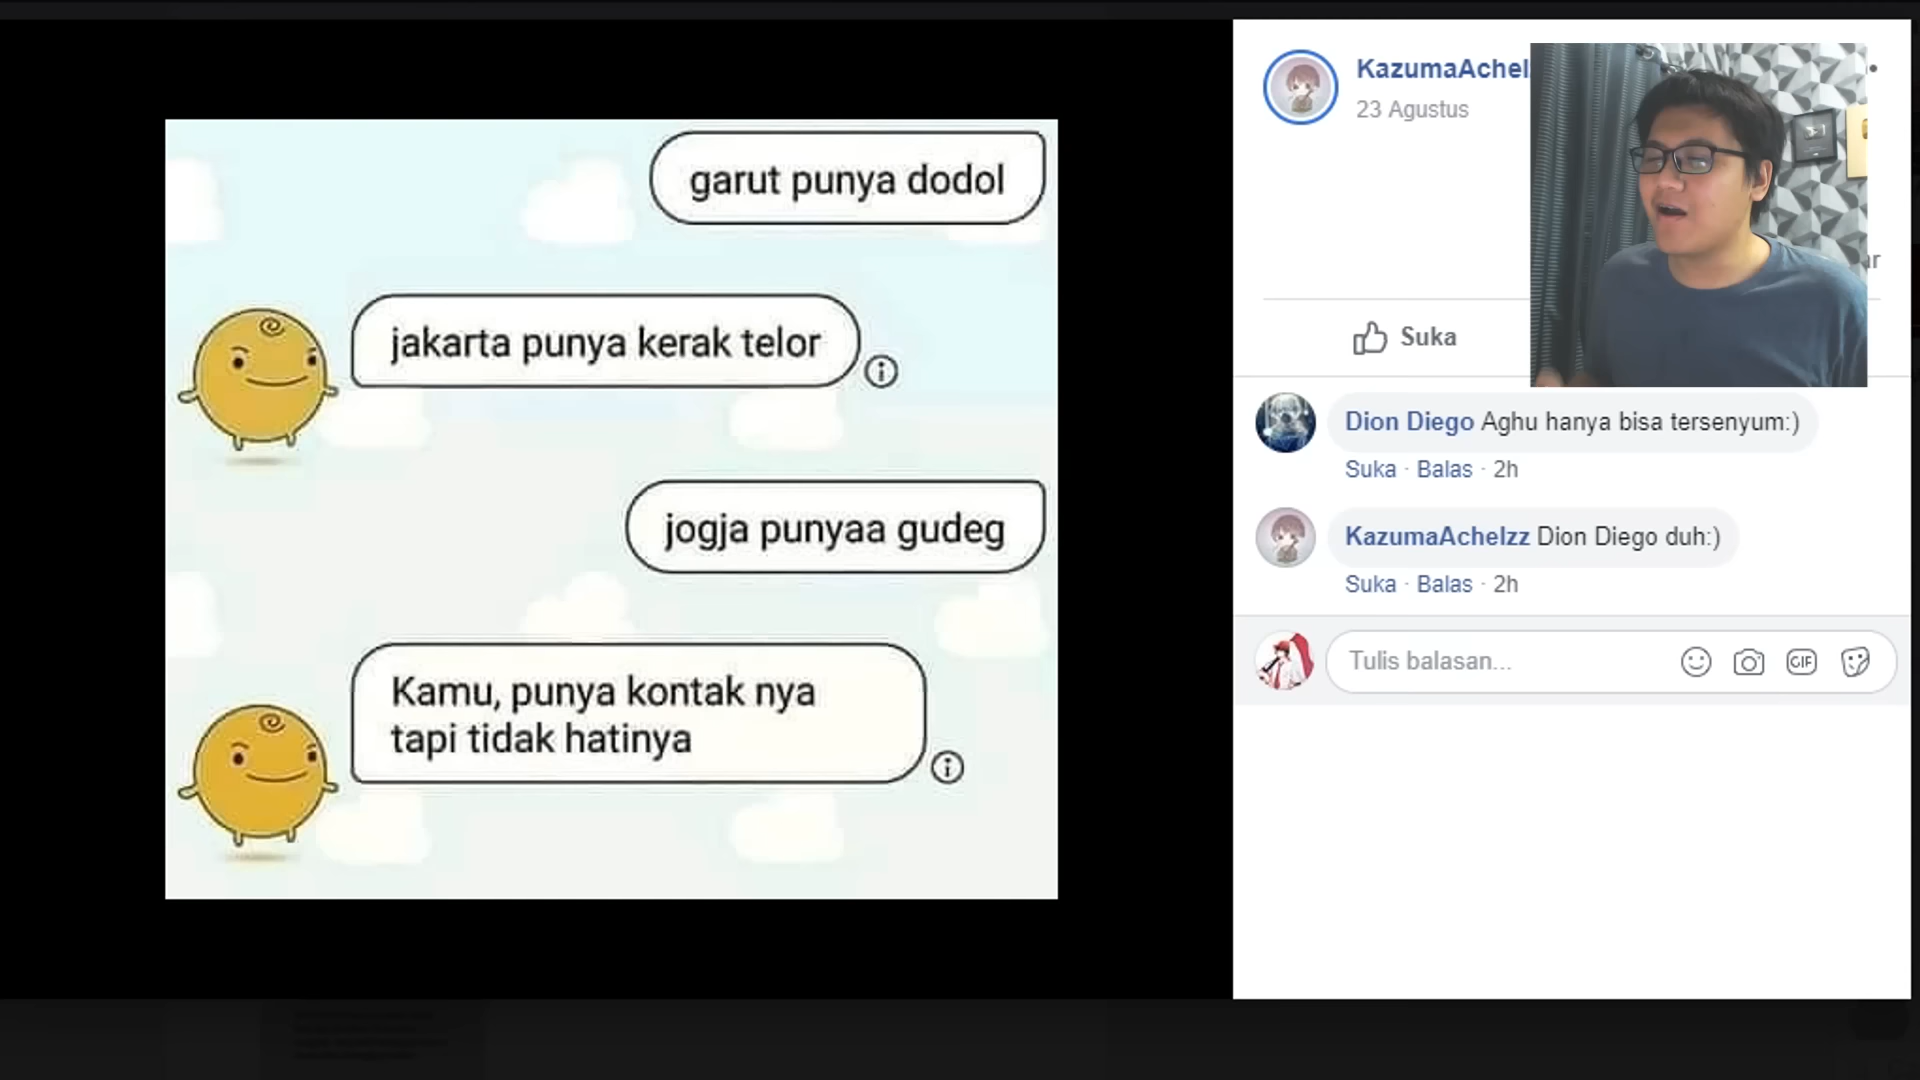 garut punya dodol
jakarta punya kerak telor
jogja punyaa gudeg
Kamu, punya kontak nya
tapi tidak hatinya
KazumaAchel
23 Agustus
ar
Suka
Dion Diego Aghu hanya bisa tersenyum:)
Suka · Balas · 2h
KazumaAchelzz Dion Diego duh:)
Suka · Balas · 2h
Tulis balasan...
GIF